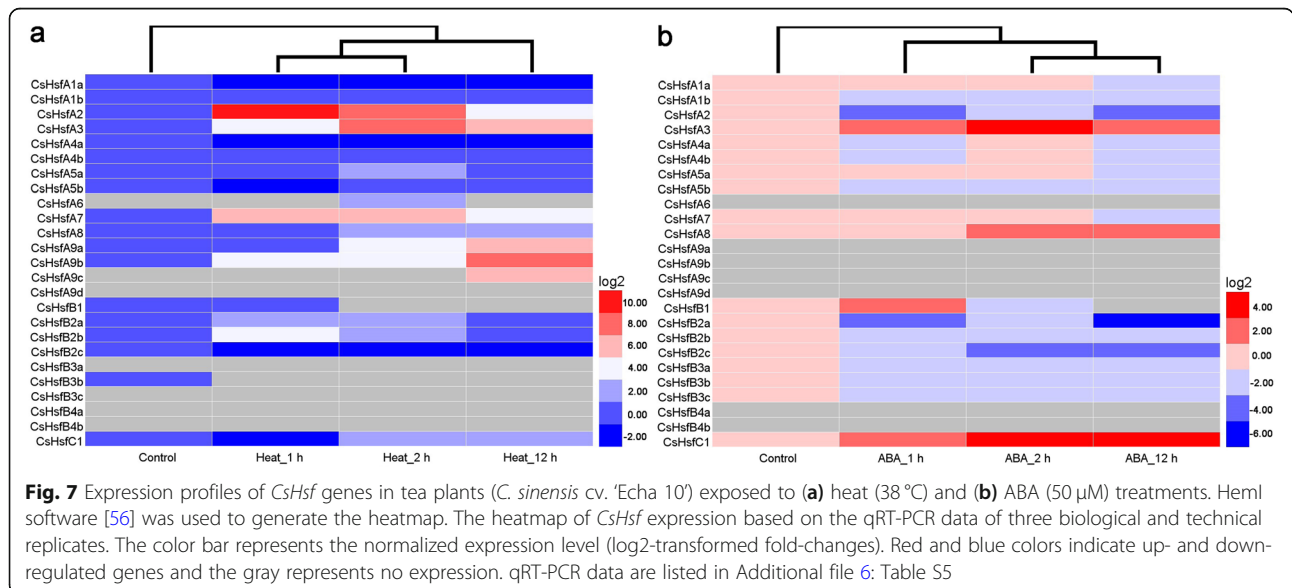 a
CsHsfA1a
CsHsfA1b
CsHsfA2
CsHsfA3
CsHsfA4a
CsHsfA4b
CsHsfA5a
CsHsfA5b
CsHsfA6
CsHsfA7
CsHsfA8
CsHsfA9a
CsHsfA9b
CsHsfA9c
CsHsfA9d
CsHsfB1
CsHsfB2a
CsHsfB2b
CsHsfB2c
CsHsfB3a
CsHsfB3b
CsHsfB3c
CsHsfB4a
CsHsfB4b
CsHsfC1
Control Heat_1 h Heat_2 h Heat_12 h
log2
10.00
8.00
6.00
4.00
2.00
0.00
-2.00
b
CsHsfA1a
CsHsfA1b
CsHsfA2
CsHsfA3
CsHsfA4a
CsHsfA4b
CsHsfA5a
CsHsfA5b
CsHsfA6
CsHsfA7
CsHsfA8
CsHsfA9a
CsHsfA9b
CsHsfA9c
CsHsfA9d
CsHsfB1
CsHsfB2a
CsHsfB2b
CsHsfB2c
CsHsfB3a
CsHsfB3b
CsHsfB3c
CsHsfB4a
CsHsfB4b
CsHsfC1
Control ABA_1 h ABA_2 h ABA_12 h
log2
4.00
2.00
0.00
-2.00
-4.00
-6.00
Fig. 7 Expression profiles of CsHsf genes in tea plants (C. sinensis cv. ‘Echa 10’) exposed to (a) heat (38 °C) and (b) ABA (50 μM) treatments. HemI
software [56] was used to generate the heatmap. The heatmap of CsHsf expression based on the qRT-PCR data of three biological and technical
replicates. The color bar represents the normalized expression level (log2-transformed fold-changes). Red and blue colors indicate up- and down-
regulated genes and the gray represents no expression. qRT-PCR data are listed in Additional file 6: Table S5